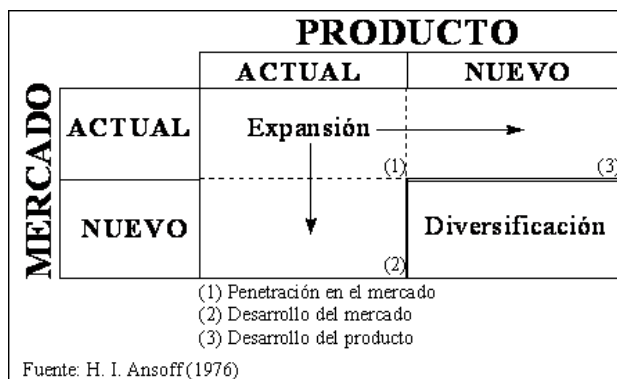 PRODUCTO
ACTUAL NUEVO
MERCADO
ACTUAL Expansión
(1) (3)
NUEVO Diversificación
(2)
(1) Penetración en el mercado
(2) Desarrollo del mercado
(3) Desarrollo del producto
Fuente: H. I. Ansoff (1976)